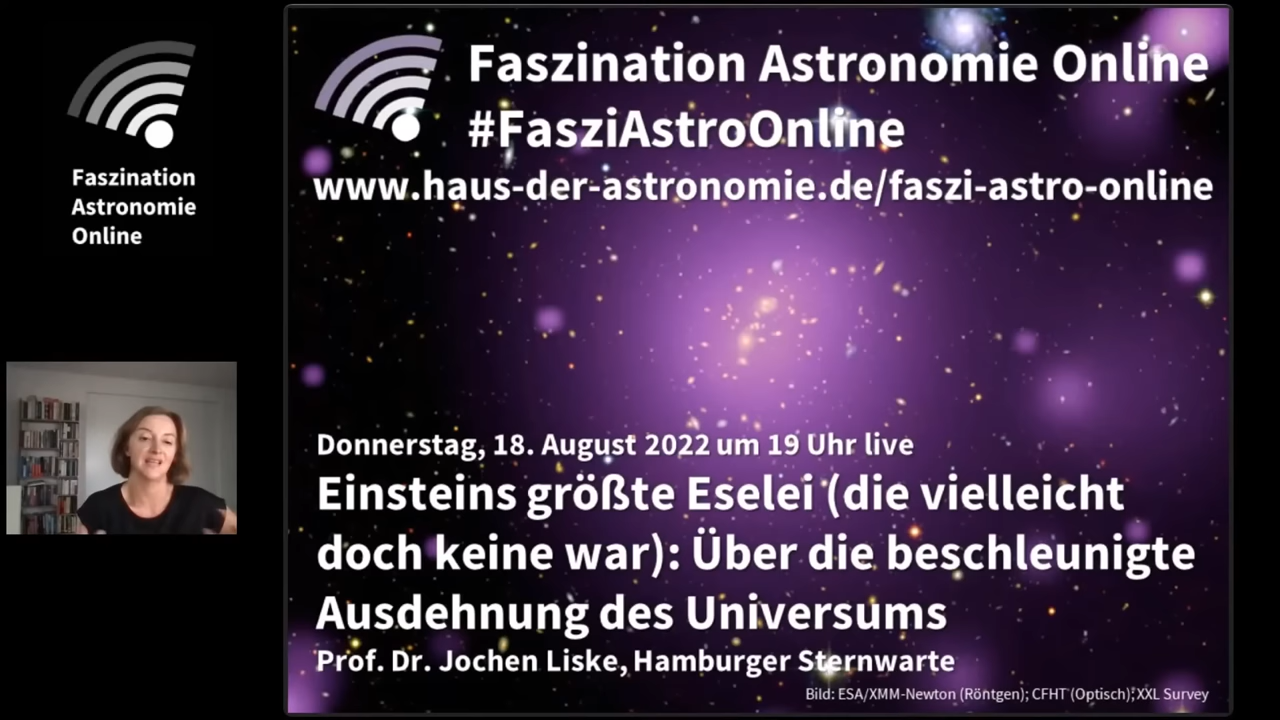 Faszination
Astronomie
Online
Faszination Astronomie Online
#FasziAstroOnline
www.haus-der-astronomie.de/faszi-astro-online
Donnerstag, 18. August 2022 um 19 Uhr live
Einsteins größte Eselei (die vielleicht
doch keine war): Über die beschleunigte
Ausdehnung des Universums
Prof. Dr. Jochen Liske, Hamburger Sternwarte
Bild: ESA/XMM-Newton (Röntgen); CFHT (Optisch); XXL Survey